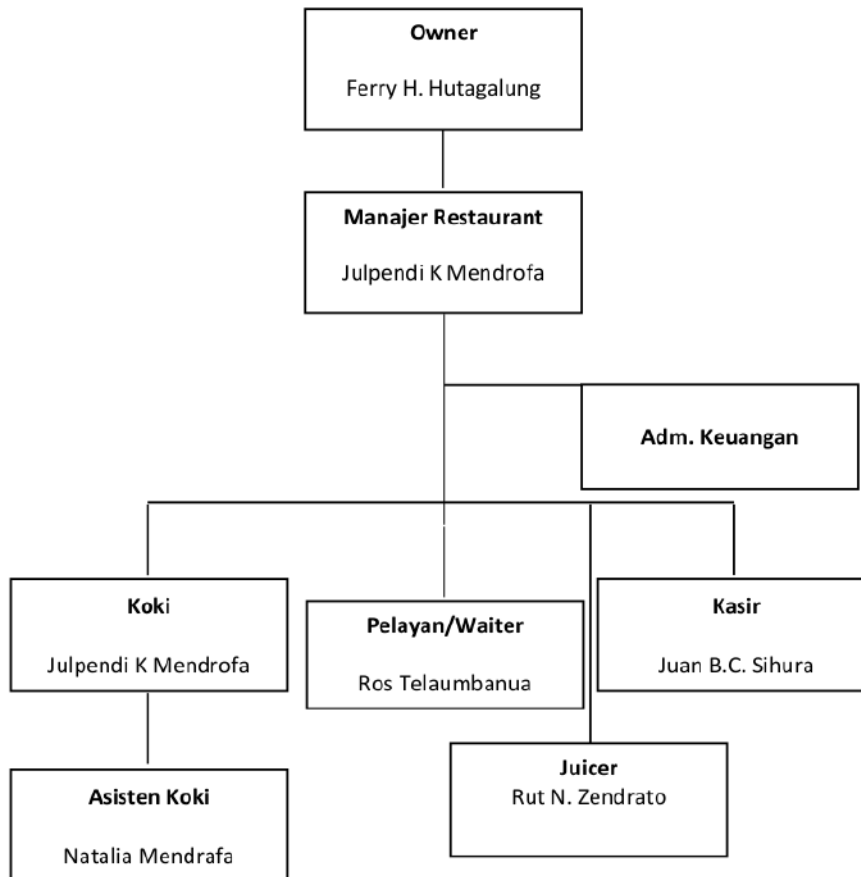 Owner
Ferry H. Hutagalung
Manajer Restaurant
Julpendi K Mendrofa
Adm. Keuangan
Koki
Julpendi K Mendrofa
Pelayan/Waiter
Ros Telaumbanua
Kasir
Juan B.C. Sihura
Asisten Koki
Natalia Mendrafa
Juicer
Rut N. Zendrato